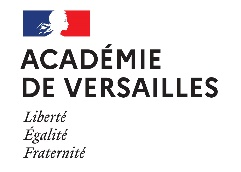 ACADÉMIE
DE VERSAILLES
Liberté
Égalité
Fraternité